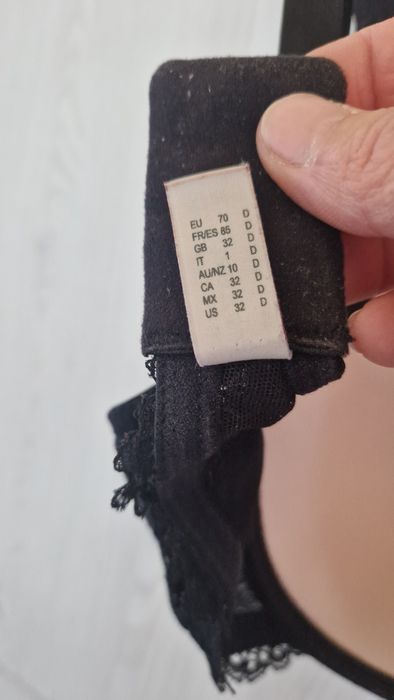 EU 70 D
FR/ES 85 D
GB 32 D
IT 1 D
AU/NZ 10 D
CA 32 D
MX 32 D
US 32 D